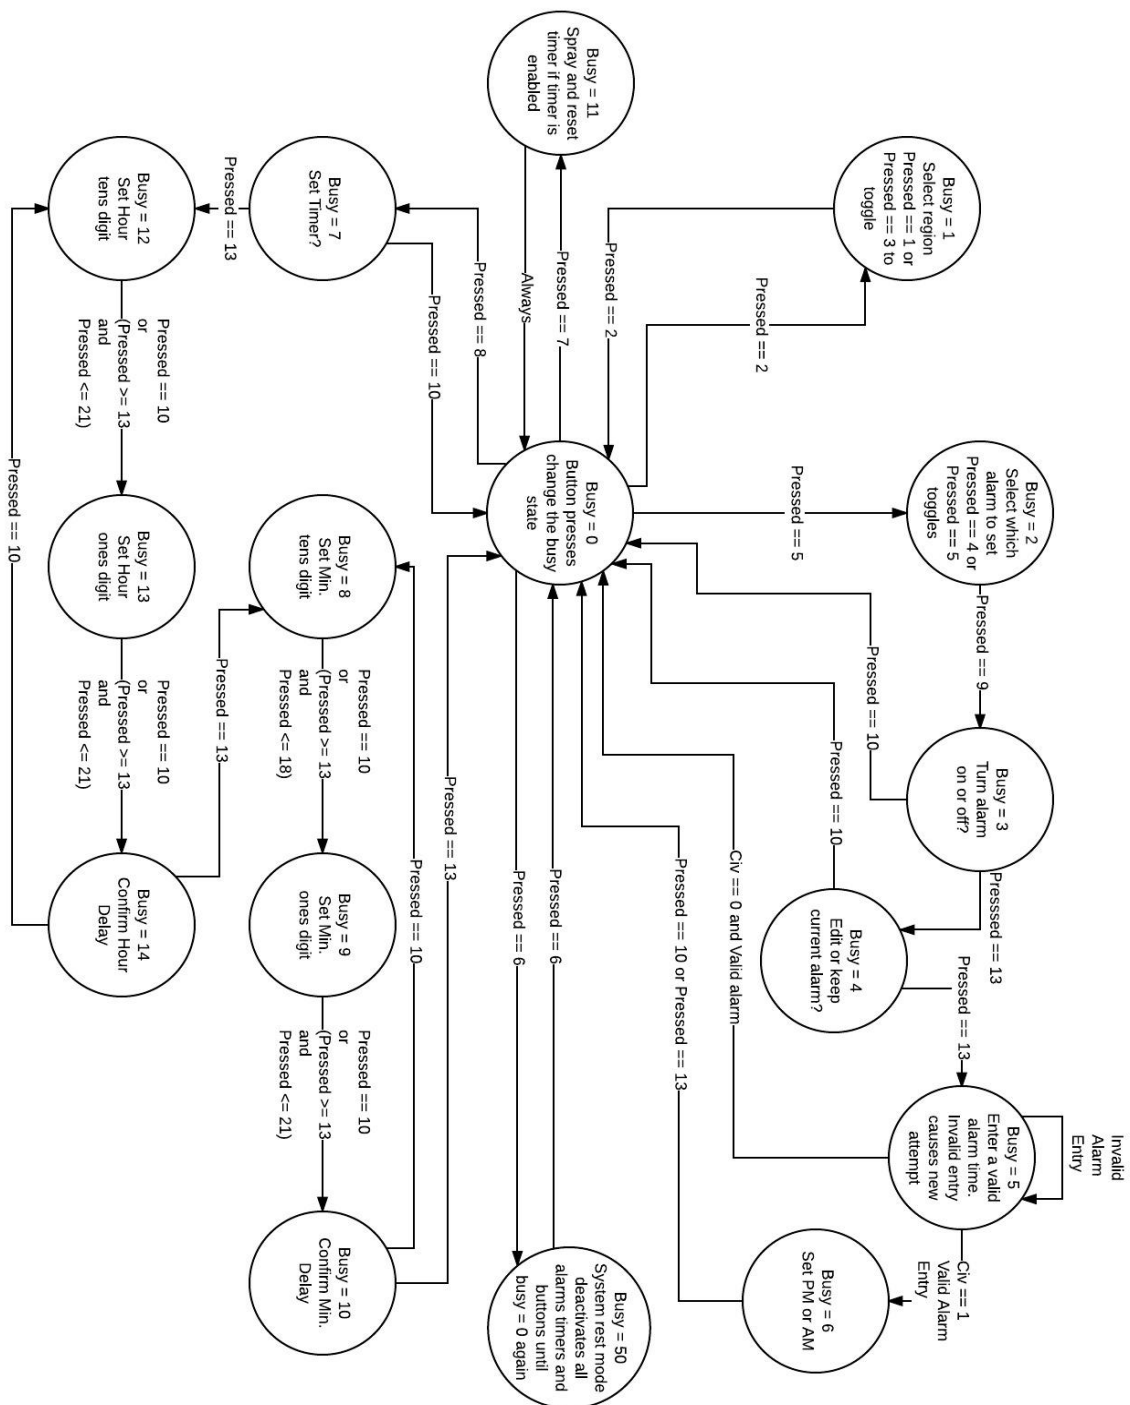 Busy = 11
Spray and reset
timer if timer is
enabled
Busy = 1
Select region
Pressed == 1 or
Pressed == 3 to
toggle
Pressed == 2
Pressed == 2
Pressed == 7
Always
Busy = 7
Set Timer?
Pressed == 8
Pressed == 10
Pressed == 13
Busy = 12
Set Hour
tens digit
Pressed == 10
or
(Pressed >= 13
and
Pressed <= 21)
Busy = 2
Select which
alarm to set
Pressed == 4 or
Pressed == 5
toggles
Pressed == 5
Busy = 0
Button presses
change the busy
state
Busy = 8
Set Min.
tens digit
Busy = 13
Set Hour
ones digit
Pressed == 10
Pressed == 9
Pressed == 10
Pressed == 10
or
(Pressed >= 13
and
Pressed <= 18)
Pressed == 13
Pressed == 10
or
(Pressed >= 13
and
Pressed <= 21)
Busy = 3
Turn alarm
on or off?
Pressed == 10
Pressed == 13
Presssed == 13
Busy = 4
Edit or keep
current alarm?
Civ == 0 and Valid alarm
Pressed == 10 or Pressed == 13
Pressed == 6
Pressed == 6
Pressed == 10
Busy = 9
Set Min.
ones digit
Busy = 14
Confirm Hour
Delay
Pressed == 13
Pressed == 10
or
(Pressed >= 13
and
Pressed <= 21)
Invalid
Alarm
Entry
Busy = 5
Enter a valid
alarm time.
Invalid entry
causes new
attempt
Civ == 1
Valid Alarm
Entry
Busy = 6
Set PM or AM
Busy = 50
System rest mode
deactivates all
alarms timers and
buttons until
busy = 0 again
Busy = 10
Confirm Min.
Delay